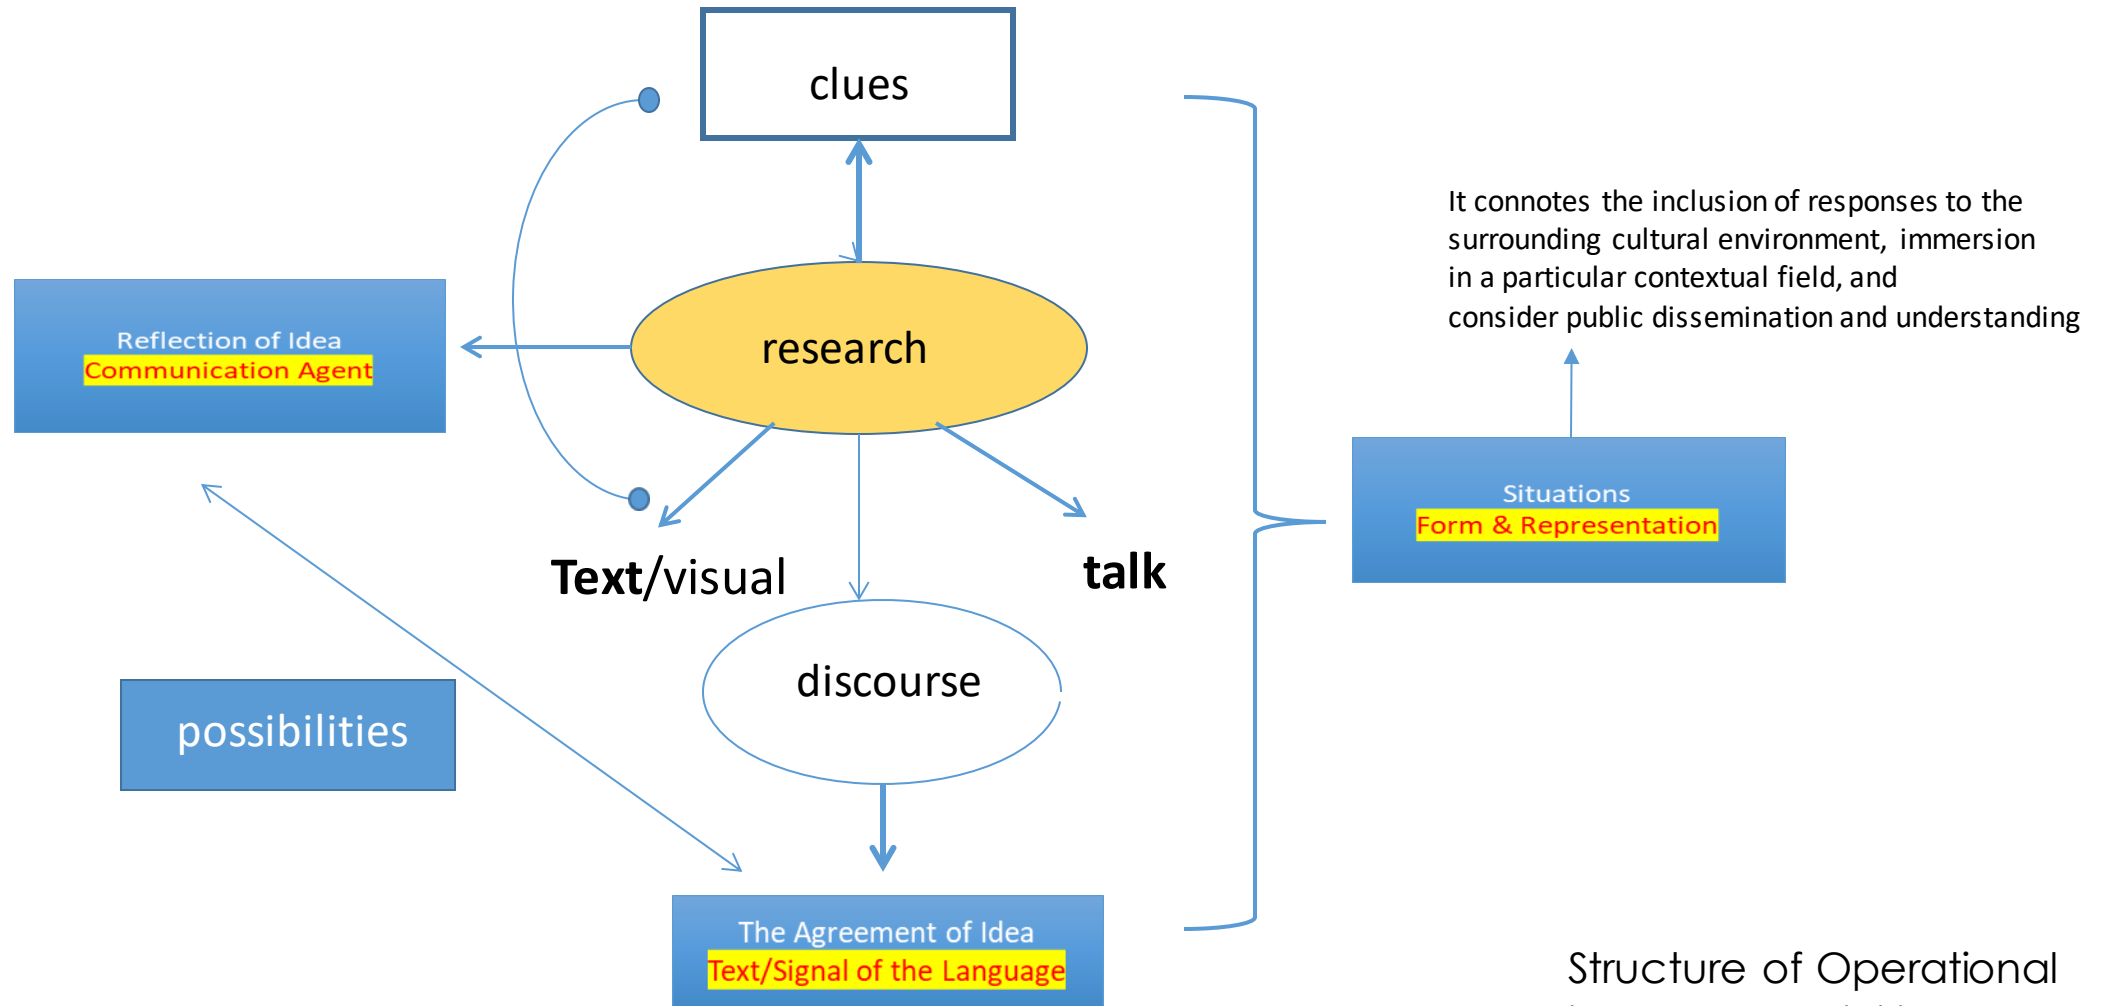 clues
It connotes the inclusion of responses to the
surrounding cultural environment, immersion
in a particular contextual field, and
consider public dissemination and understanding
Reflection of Idea
Communication Agent
research
Situations
Form & Representation
Text/visual
talk
discourse
possibilities
The Agreement of Idea
Text/Signal of the Language
Structure of Operational